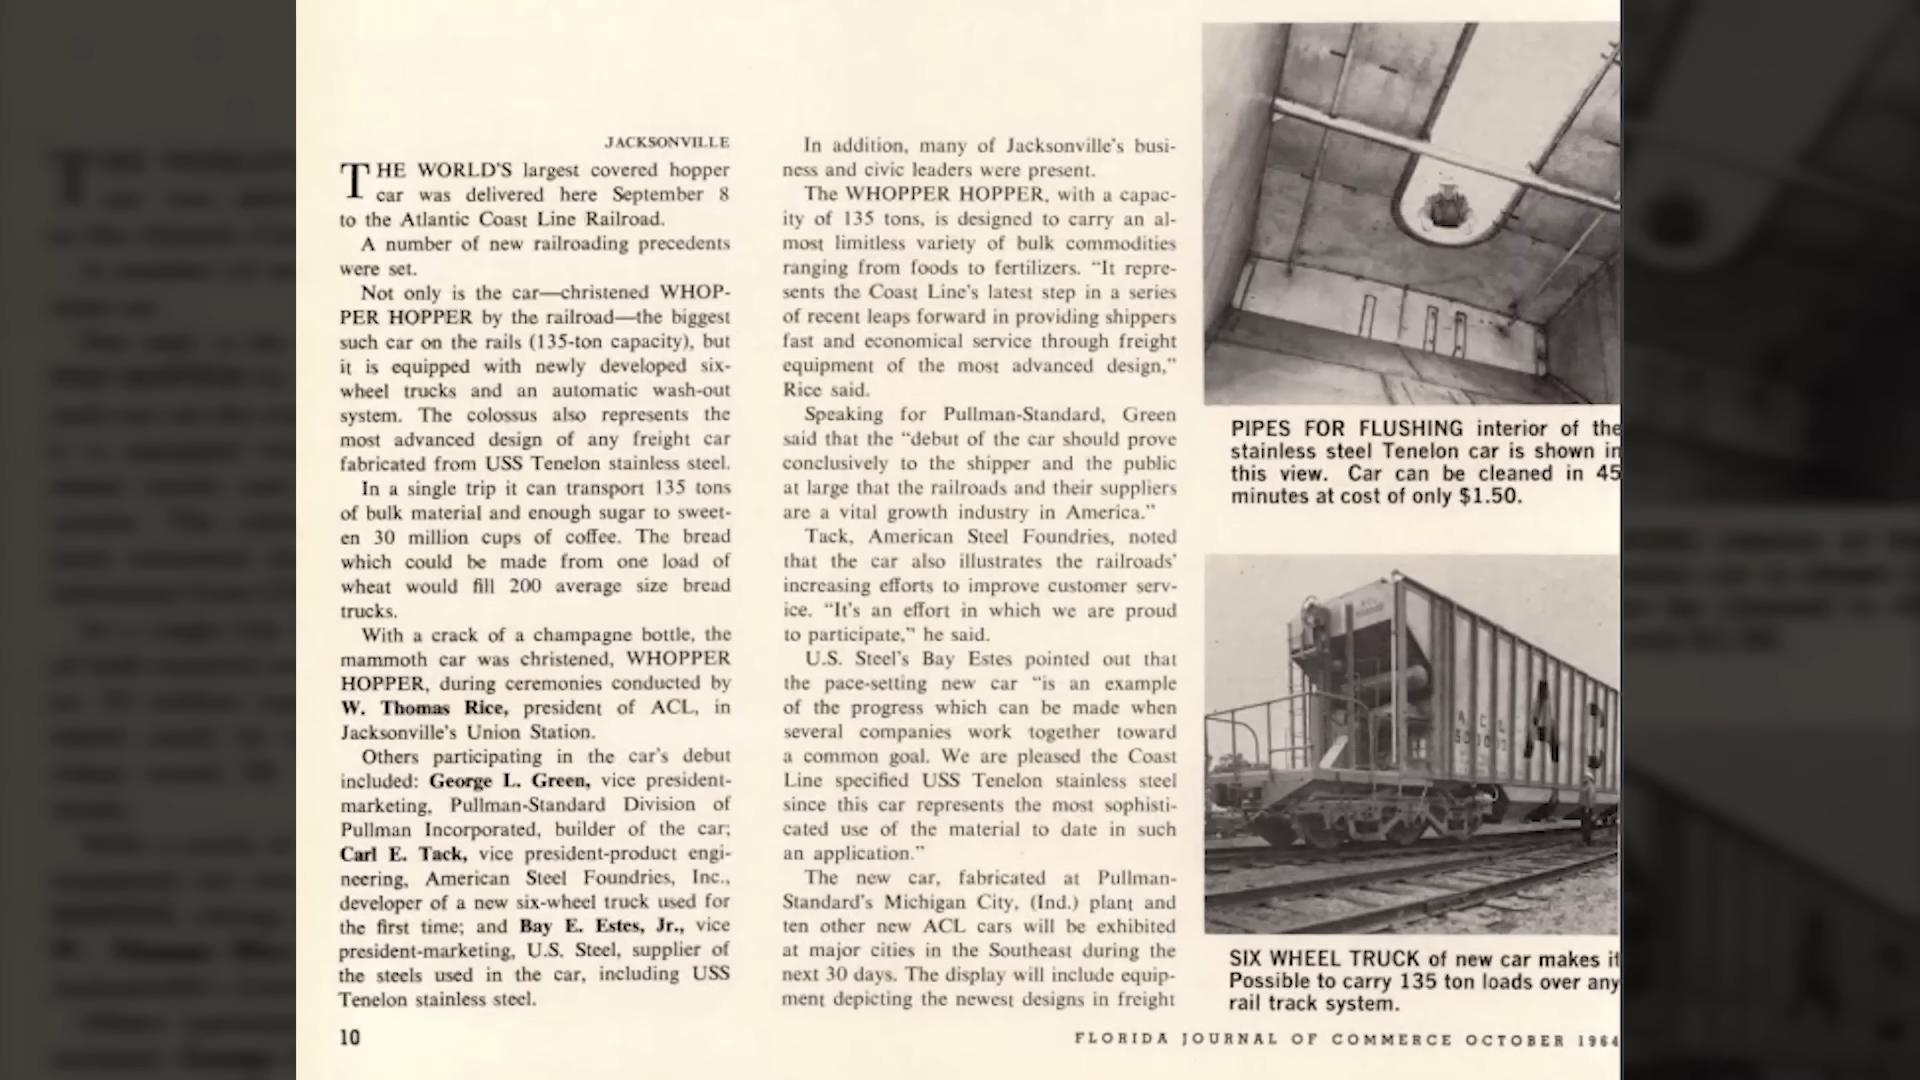 JACKSONVILLE
THE WORLD'S largest covered hopper
car was delivered here September 8
to the Atlantic Coast Line Railroad.
A number of new railroading precedents
were set.
Not only is the car—christened WHOP-
PER HOPPER by the railroad—the biggest
such car on the rails (135-ton capacity), but
it is equipped with newly developed six-
wheel trucks and an automatic wash-out
system. The colossus also represents the
most advanced design of any freight car
fabricated from USS Tenelon stainless steel.
In a single trip it can transport 135 tons
of bulk material and enough sugar to sweet-
en 30 million cups of coffee. The bread
which could be made from one load of
wheat would fill 200 average size bread
trucks.
With a crack of a champagne bottle, the
mammoth car was christened, WHOPPER
HOPPER, during ceremonies conducted by
W. Thomas Rice, president of ACL, in
Jacksonville's Union Station.
Others participating in the car's debut
included: George L. Green, vice president-
marketing, Pullman-Standard Division of
Pullman Incorporated, builder of the car;
Carl E. Tack, vice president-product engi-
neering, American Steel Foundries, Inc.,
developer of a new six-wheel truck used for
the first time; and Bay E. Estes, Jr., vice
president-marketing, U.S. Steel, supplier of
the steels used in the car, including USS
Tenelon stainless steel.
In addition, many of Jacksonville's busi-
ness and civic leaders were present.
The WHOPPER HOPPER, with a capac-
ity of 135 tons, is designed to carry an al-
most limitless variety of bulk commodities
ranging from foods to fertilizers. "It repre-
sents the Coast Line's latest step in a series
of recent leaps forward in providing shippers
fast and economical service through freight
equipment of the most advanced design,"
Rice said.
Speaking for Pullman-Standard, Green
said that the "debut of the car should prove
conclusively to the shipper and the public
at large that the railroads and their suppliers
are a vital growth industry in America."
Tack, American Steel Foundries, noted
that the car also illustrates the railroads'
increasing efforts to improve customer serv-
ice. "It's an effort in which we are proud
to participate," he said.
U.S. Steel's Bay Estes pointed out that
the pace-setting new car "is an example
of the progress which can be made when
several companies work together toward
a common goal. We are pleased the Coast
Line specified USS Tenelon stainless steel
since this car represents the most sophisti-
cated use of the material to date in such
an application."
The new car, fabricated at Pullman-
Standard's Michigan City, (Ind.) plant and
ten other new ACL cars will be exhibited
at major cities in the Southeast during the
next 30 days. The display will include equip-
ment depicting the newest designs in freight
PIPES FOR FLUSHING interior of the
stainless steel Tenelon car is shown in
this view. Car can be cleaned in 45
minutes at cost of only $1.50.
A C L
A
SIX WHEEL TRUCK of new car makes it
Possible to carry 135 ton loads over any
rail track system.
10
FLORIDA JOURNAL OF COMMERCE OCTOBER 1964